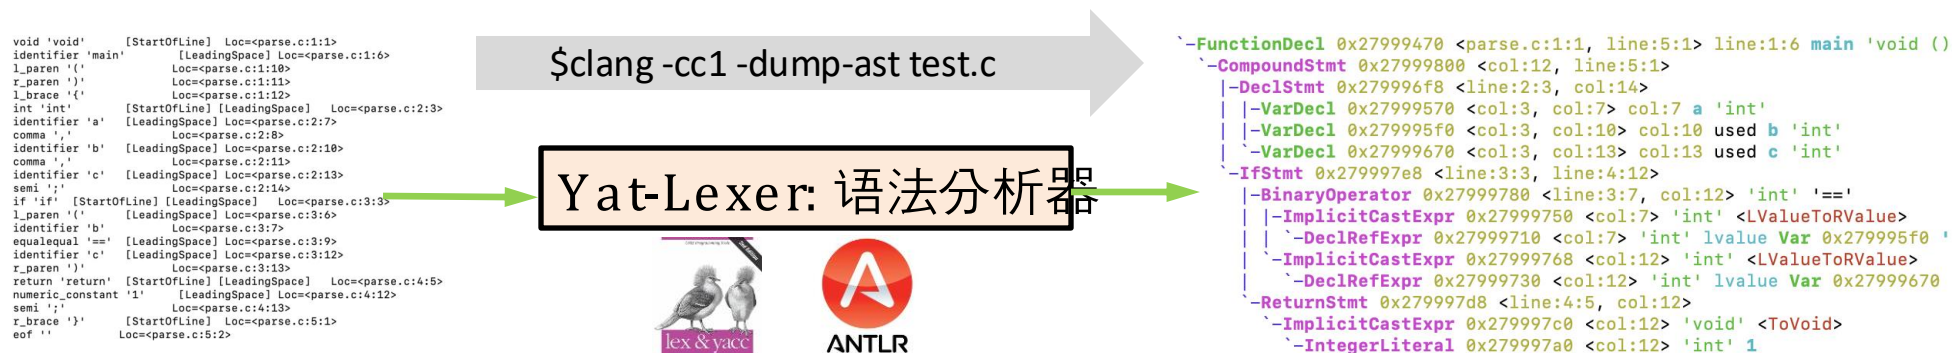 void 'void' [StartOfLine] Loc=<parse.c:1:1>
identifier 'main' [LeadingSpace] Loc=<parse.c:1:6>
l_paren '(' Loc=<parse.c:1:10>
r_paren ')' Loc=<parse.c:1:11>
l_brace '{' Loc=<parse.c:1:12>
int 'int' [StartOfLine] [LeadingSpace] Loc=<parse.c:2:3>
identifier 'a' [LeadingSpace] Loc=<parse.c:2:7>
comma ',' Loc=<parse.c:2:8>
identifier 'b' [LeadingSpace] Loc=<parse.c:2:10>
comma ',' Loc=<parse.c:2:11>
identifier 'c' [LeadingSpace] Loc=<parse.c:2:13>
semi ';' Loc=<parse.c:2:14>
if 'if' [StartOfLine] [LeadingSpace] Loc=<parse.c:3:3>
l_paren '(' [LeadingSpace] Loc=<parse.c:3:6>
identifier 'b' Loc=<parse.c:3:7>
equalequal '==' [LeadingSpace] Loc=<parse.c:3:9>
identifier 'c' [LeadingSpace] Loc=<parse.c:3:12>
r_paren ')' Loc=<parse.c:3:13>
return 'return' [StartOfLine] [LeadingSpace] Loc=<parse.c:4:5>
numeric_constant '1' [LeadingSpace] Loc=<parse.c:4:12>
semi ';' Loc=<parse.c:4:13>
r_brace '}' [StartOfLine] Loc=<parse.c:5:1>
eof '' Loc=<parse.c:5:2>
$clang -cc1 -dump-ast test.c
Yat-Lexer: 语法分析器
lex & yacc
ANTLR
`-FunctionDecl 0x27999470 <parse.c:1:1, line:5:1> line:1:6 main 'void ()
`-CompoundStmt 0x27999800 <col:12, line:5:1>
|-DeclStmt 0x279996f8 <line:2:3, col:14>
| |-VarDecl 0x27999570 <col:3, col:7> col:7 a 'int'
| |-VarDecl 0x279995f0 <col:3, col:10> col:10 used b 'int'
| `-VarDecl 0x27999670 <col:3, col:13> col:13 used c 'int'
`-IfStmt 0x279997e8 <line:3:3, line:4:12>
|-BinaryOperator 0x27999780 <line:3:7, col:12> 'int' '=='
| |-ImplicitCastExpr 0x27999750 <col:7> 'int' <LValueToRValue>
| | `-DeclRefExpr 0x27999710 <col:7> 'int' lvalue Var 0x279995f0 '
| `-ImplicitCastExpr 0x27999768 <col:12> 'int' <LValueToRValue>
| `-DeclRefExpr 0x27999730 <col:12> 'int' lvalue Var 0x27999670
`-ReturnStmt 0x279997d8 <line:4:5, col:12>
`-ImplicitCastExpr 0x279997c0 <col:12> 'void' <ToVoid>
`-IntegerLiteral 0x279997a0 <col:12> 'int' 1